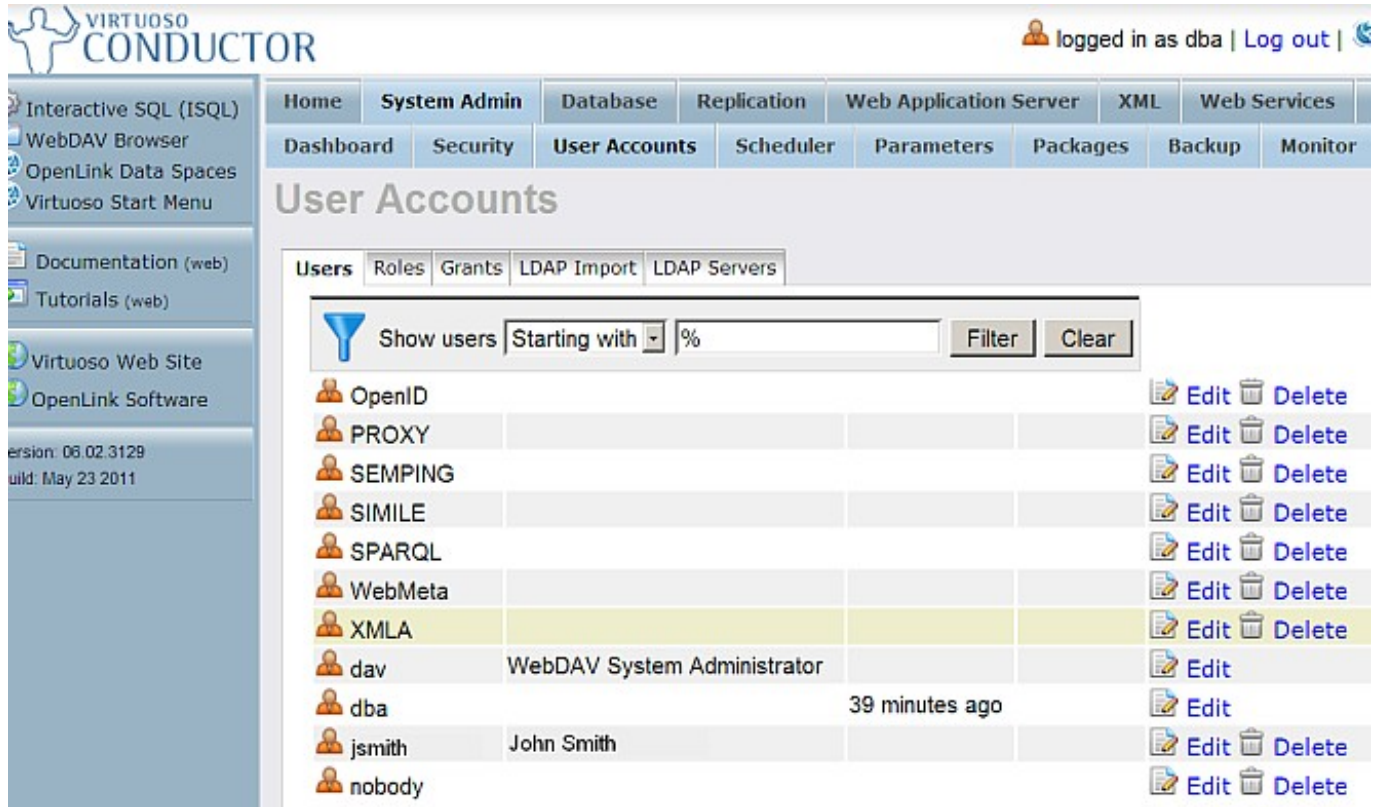 VIRTUOSO
CONDUCTOR
logged in as dba | Log out |
Interactive SQL (ISQL)
WebDAV Browser
OpenLink Data Spaces
Virtuoso Start Menu
Documentation (web)
Tutorials (web)
Virtuoso Web Site
OpenLink Software
ersion: 06.02.3129
uild: May 23 2011
Home System Admin Database Replication Web Application Server XML Web Services
Dashboard Security User Accounts Scheduler Parameters Packages Backup Monitor
User Accounts
Users Roles Grants LDAP Import LDAP Servers
Show users Starting with % Filter Clear
OpenID Edit Delete
PROXY Edit Delete
SEMPING Edit Delete
SIMILE Edit Delete
SPARQL Edit Delete
WebMeta Edit Delete
XMLA Edit Delete
dav WebDAV System Administrator Edit
dba 39 minutes ago Edit
jsmith John Smith Edit Delete
nobody Edit Delete